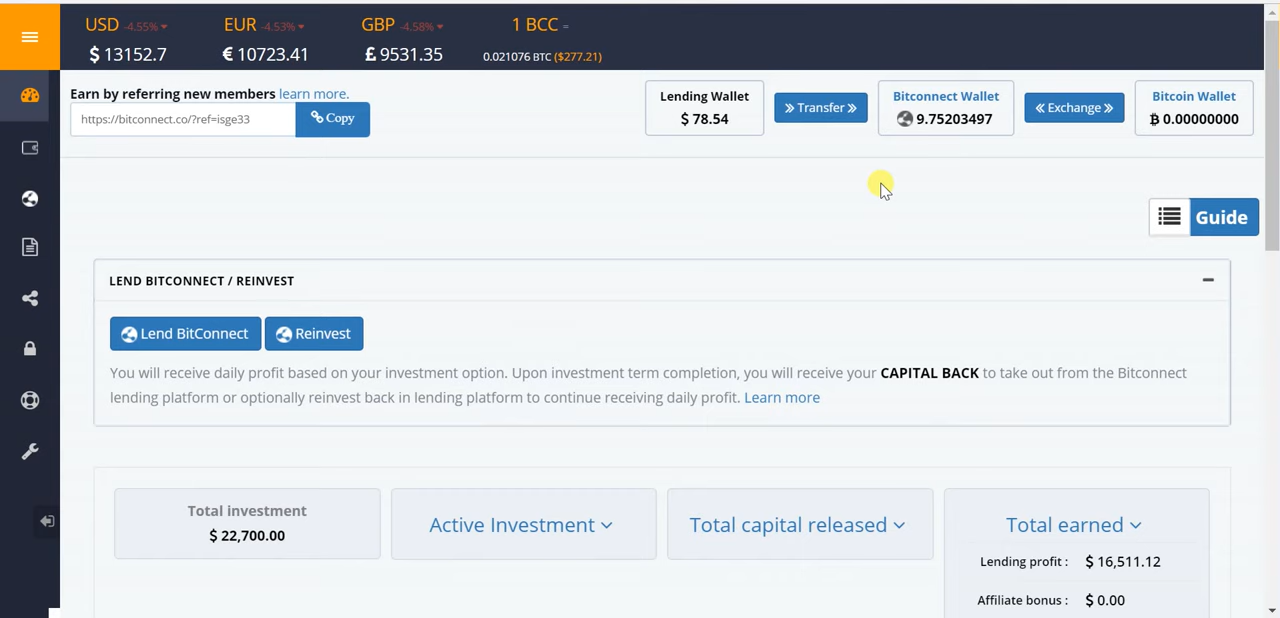 USD -4.55%
$ 13152.7
EUR -4.53%
€ 10723.41
GBP -4.58%
£ 9531.35
1 BCC =
0.021076 BTC ($277.21)
Earn by referring new members learn more.
https://bitconnect.co/?ref=isge33
Copy
Lending Wallet
$ 78.54
Transfer
Bitconnect Wallet
9.75203497
Exchange
Bitcoin Wallet
฿ 0.00000000
Guide
LEND BITCONNECT / REINVEST
Lend BitConnect
Reinvest
You will receive daily profit based on your investment option. Upon investment term completion, you will receive your CAPITAL BACK to take out from the Bitconnect
lending platform or optionally reinvest back in lending platform to continue receiving daily profit. Learn more
Total investment
$ 22,700.00
Active Investment
Total capital released
Total earned
Lending profit : $ 16,511.12
Affiliate bonus : $ 0.00